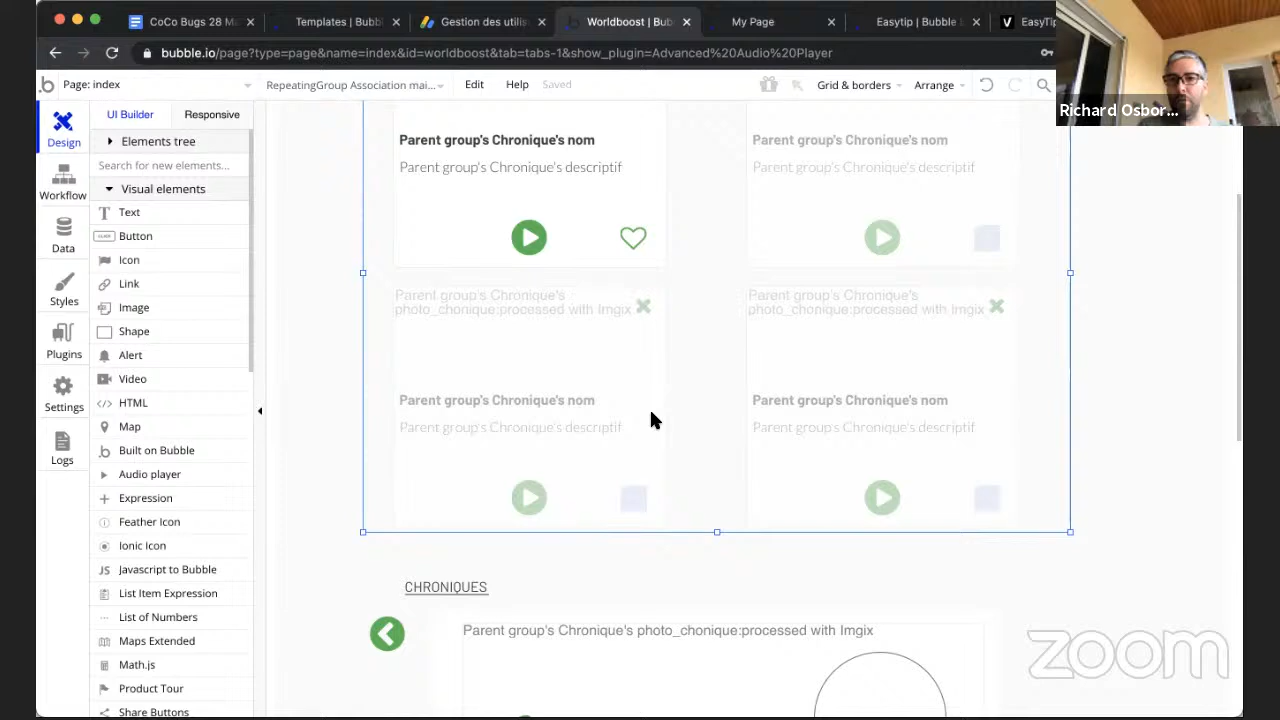 CoCo Bugs 28 Ma
Templates | Bubbl
Gestion des utilis
Worldboost | Bub
My Page
Easytip | Bubble
EasyTip
bubble.io/page?type=page&name=index&id=worldboost&tab=tabs-1&show_plugin=Advanced%20Audio%20Player
Richard Osbor...
Page: index
RepeatingGroup Association mai...
Edit
Help
Saved
Grid & borders
Arrange
UI Builder
Responsive
Design
Workflow
Data
Styles
Plugins
Settings
Logs
Elements tree
Search for new elements...
Visual elements
Text
Button
Icon
Link
Image
Shape
Alert
Video
HTML
Map
Built on Bubble
Audio player
Expression
Feather Icon
Ionic Icon
Javascript to Bubble
List Item Expression
List of Numbers
Maps Extended
Math.js
Product Tour
Share Buttons
Parent group's Chronique's nom
Parent group's Chronique's descriptif
Parent group's Chronique's nom
Parent group's Chronique's descriptif
Parent group's Chronique's
photo_chonique:processed with Imgix
Parent group's Chronique's nom
Parent group's Chronique's descriptif
Parent group's Chronique's
photo_chonique:processed with Imgix
Parent group's Chronique's nom
Parent group's Chronique's descriptif
CHRONIQUES
Parent group's Chronique's photo_chonique:processed with Imgix
zoom